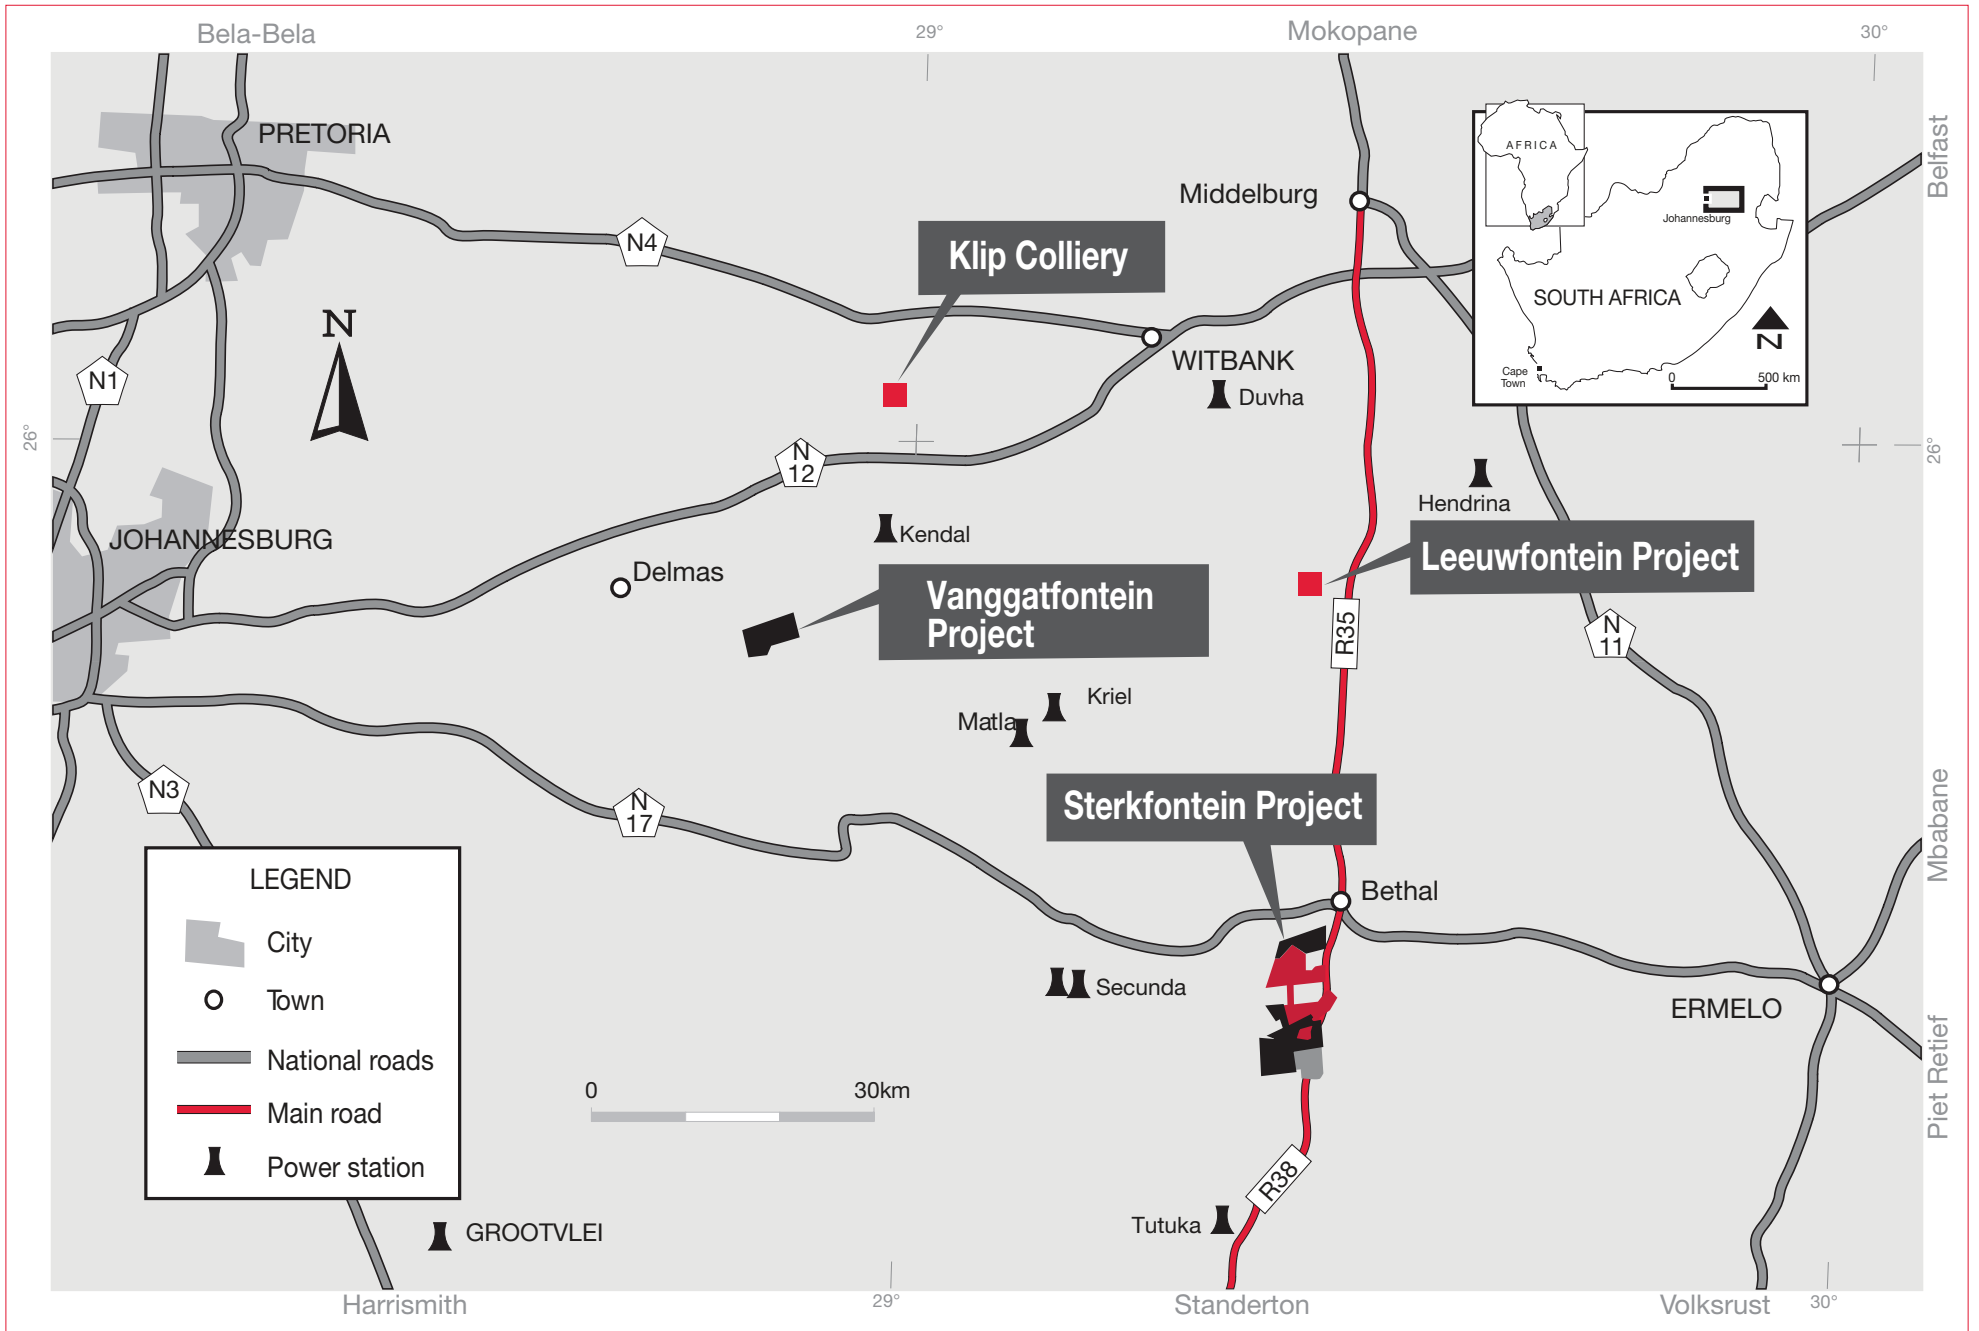 Bela-Bela
29°
Mokopane
30°
PRETORIA
Belfast
AFRICA
Johannesburg
SOUTH AFRICA
N
Cape
Town
0 500 km
Middelburg
N4
Klip Colliery
N
N1
WITBANK
Duvha
26°
26°
N
12
Hendrina
JOHANNESBURG
Kendal
Delmas
Leeuwfontein Project
Vanggatfontein
Project
R35
N
11
Kriel
Matla
N3
N
17
Sterkfontein Project
Mbabane
LEGEND
City
Town
National roads
Main road
Power station
Bethal
Secunda
ERMELO
Piet Retief
0 30km
R38
Tutuka
GROOTVLEI
Harrismith
29°
Standerton
Volksrust
30°